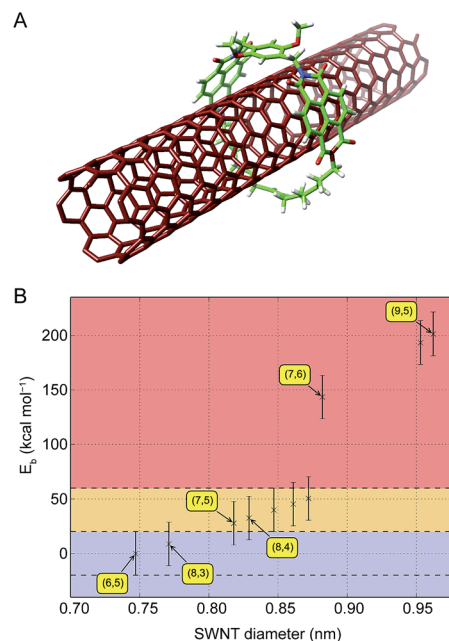 A
B
200
150
100
50
0
E_b (kcal mol⁻¹)
(9,5)
(7,6)
(7,5)
(8,4)
(8,3)
(6,5)
0.70 0.75 0.80 0.85 0.90 0.95
SWNT diameter (nm)